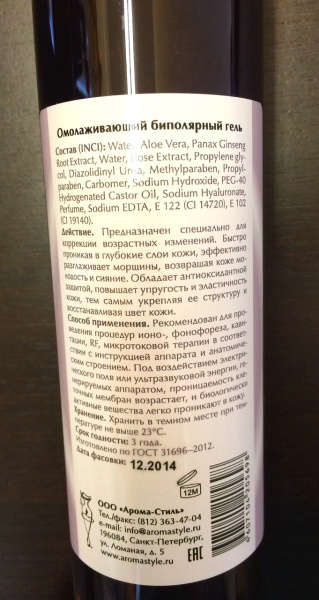 Омолаживающий биполярный гель
Состав (INCI): Water, Aloe Vera, Panax Ginseng
Root Extract, Water, Rose Extract, Propylene gly-
col, Diazolidinyl Urea, Methylparaben, Propyl-
paraben, Carbomer, Sodium Hydroxide, PEG-40
Hydrogenated Castor Oil, Sodium Hyaluronate,
Perfume, Sodium EDTA, E 122 (CI 14720), E 102
(CI 19140)
Действие. Предназначен специально для
коррекции возрастных изменений. Быстро
проникая в глубокие слои кожи, эффективно
разглаживает морщины, возвращая коже мо-
лодость и сияние. Обладает антиоксидантной
защитой, повышает упругость и эластичность
кожи, тем самым укрепляя ее структуру и
восстанавливая цвет кожи.
Способ применения. Рекомендован для про-
ведения процедур ионо-, фонофореза, кави-
тации, RF, микротоковой терапии в соответ-
ствии с инструкцией аппарата и анатомиче-
ским строением. Под воздействием электри-
ческого поля или ультразвуковой энергии, ге-
нерируемых аппаратом, проницаемость кле-
точных мембран возрастает, и биологически
активные вещества легко проникают в кожу.
Хранение. Хранить в темном месте при тем-
пературе не выше 23°С.
Срок годности: 3 года.
Изготовлено по ГОСТ 31696–2012.
Дата фасовки: 12.2014
12M
ООО «Арома-Стиль»
Тел./факс: (812) 363-47-04
e-mail: info@aromastyle.ru
196084, Санкт-Петербург,
ул. Ломаная, д. 5
www.aromastyle.ru
EAC
4 607104 205698